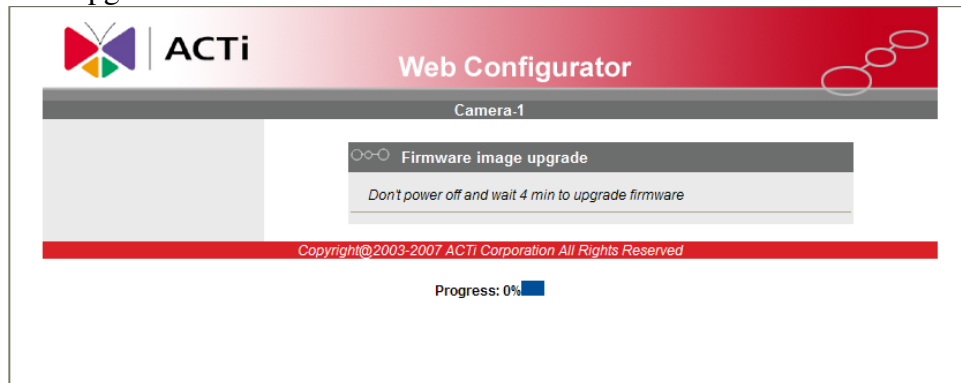 ACTi
Web Configurator
Camera-1
Firmware image upgrade
Don't power off and wait 4 min to upgrade firmware
Copyright@2003-2007 ACTi Corporation All Rights Reserved
Progress: 0%